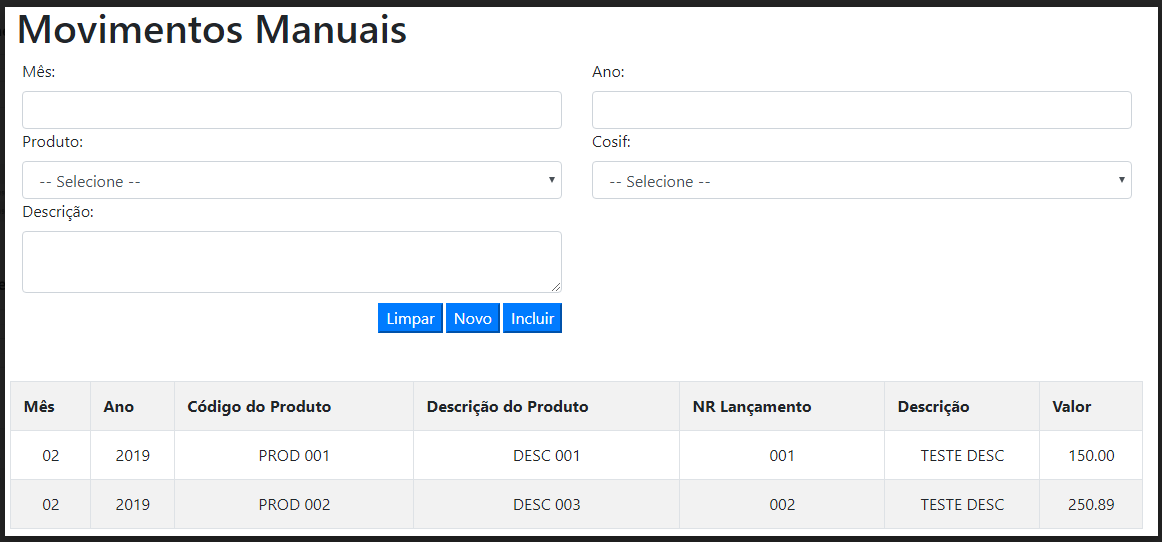 Movimentos Manuais
Mês: Ano:
Produto: Cosif:
-- Selecione -- -- Selecione --
Descrição:
Limpar Novo Incluir
Mês Ano Código do Produto Descrição do Produto NR Lançamento Descrição Valor
02 2019 PROD 001 DESC 001 001 TESTE DESC 150.00
02 2019 PROD 002 DESC 003 002 TESTE DESC 250.89